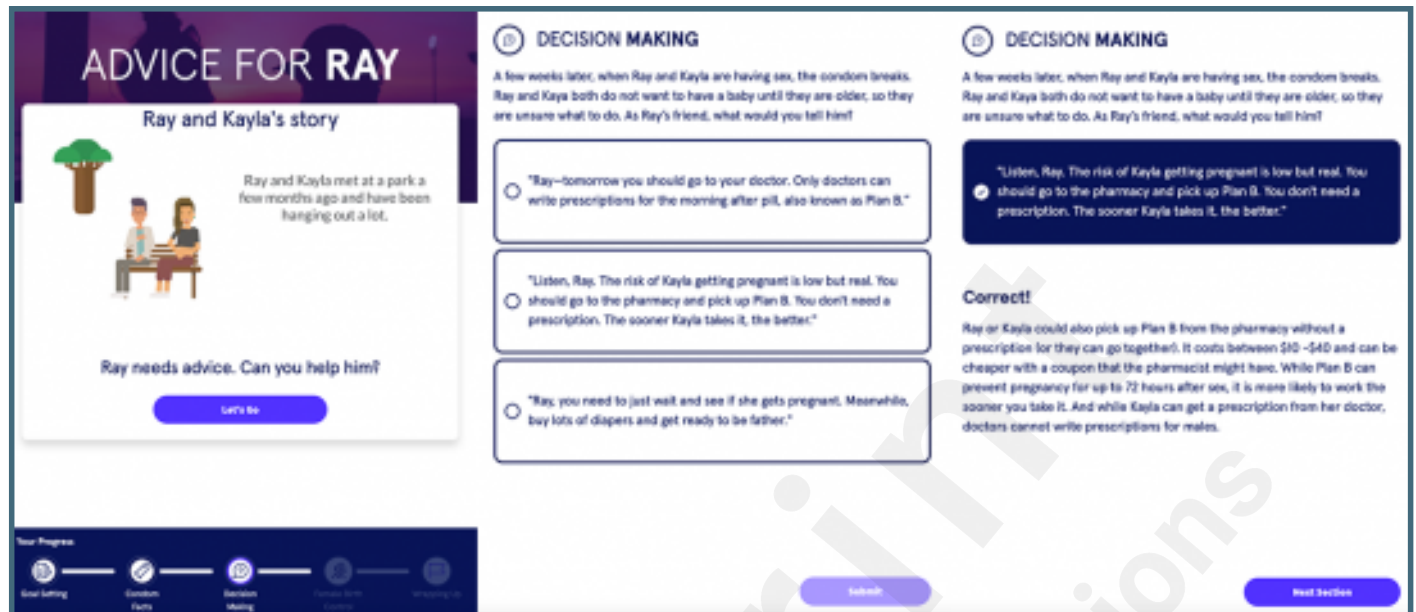 ADVICE FOR RAY
Ray and Kayla's story
Ray and Kayla met at a park a
few months ago and have been
hanging out a lot.
Ray needs advice. Can you help him?
Let's Go
Your Progress
Goal Setting
Condom
Facts
Decision
Making
Female Birth
Control
Wrapping Up
DECISION MAKING
A few weeks later, when Ray and Kayla are having sex, the condom breaks.
Ray and Kaya both do not want to have a baby until they are older, so they
are unsure what to do. As Ray's friend, what would you tell him?
"Ray—tomorrow you should go to your doctor. Only doctors can
write prescriptions for the morning after pill, also known as Plan B."
"Listen, Ray. The risk of Kayla getting pregnant is low but real. You
should go to the pharmacy and pick up Plan B. You don't need a
prescription. The sooner Kayla takes it, the better."
"Ray, you need to just wait and see if she gets pregnant. Meanwhile,
buy lots of diapers and get ready to be father."
Submit
DECISION MAKING
A few weeks later, when Ray and Kayla are having sex, the condom breaks.
Ray and Kaya both do not want to have a baby until they are older, so they
are unsure what to do. As Ray's friend, what would you tell him?
"Listen, Ray. The risk of Kayla getting pregnant is low but real. You
should go to the pharmacy and pick up Plan B. You don't need a
prescription. The sooner Kayla takes it, the better."
Correct!
Ray or Kayla could also pick up Plan B from the pharmacy without a
prescription (or they can go together). It costs between $10 -$40 and can be
cheaper with a coupon that the pharmacist might have. While Plan B can
prevent pregnancy for up to 72 hours after sex, it is more likely to work the
sooner you take it. And while Kayla can get a prescription from her doctor,
doctors cannot write prescriptions for males.
Next Section